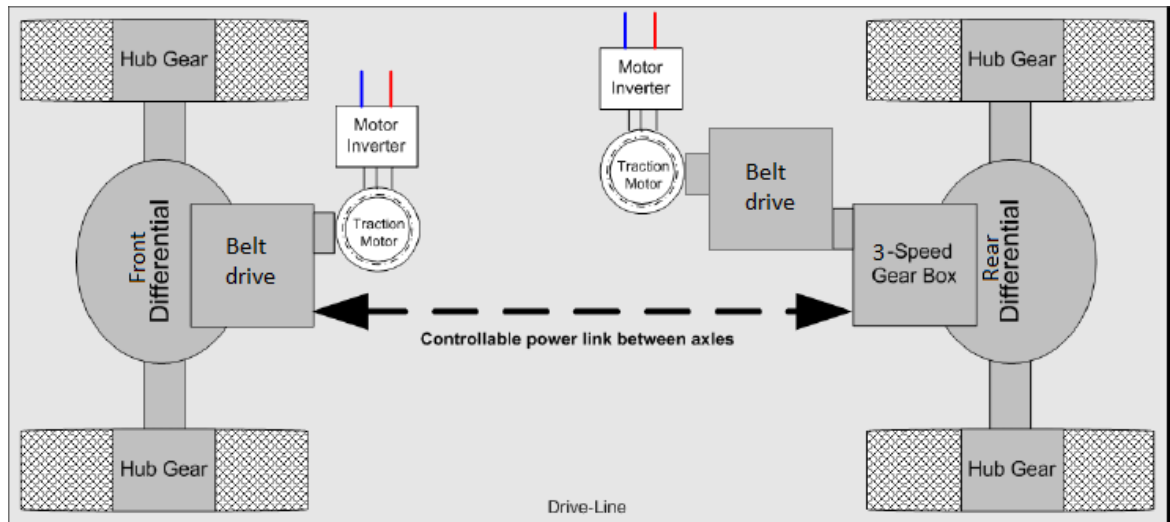 Hub Gear
Hub Gear
Motor
Inverter
Motor
Inverter
Traction
Motor
Belt
drive
Traction
Motor
Front
Differential
Belt
drive
3-Speed
Gear Box
Rear
Differential
Controllable power link between axles
Hub Gear
Hub Gear
Drive-Line